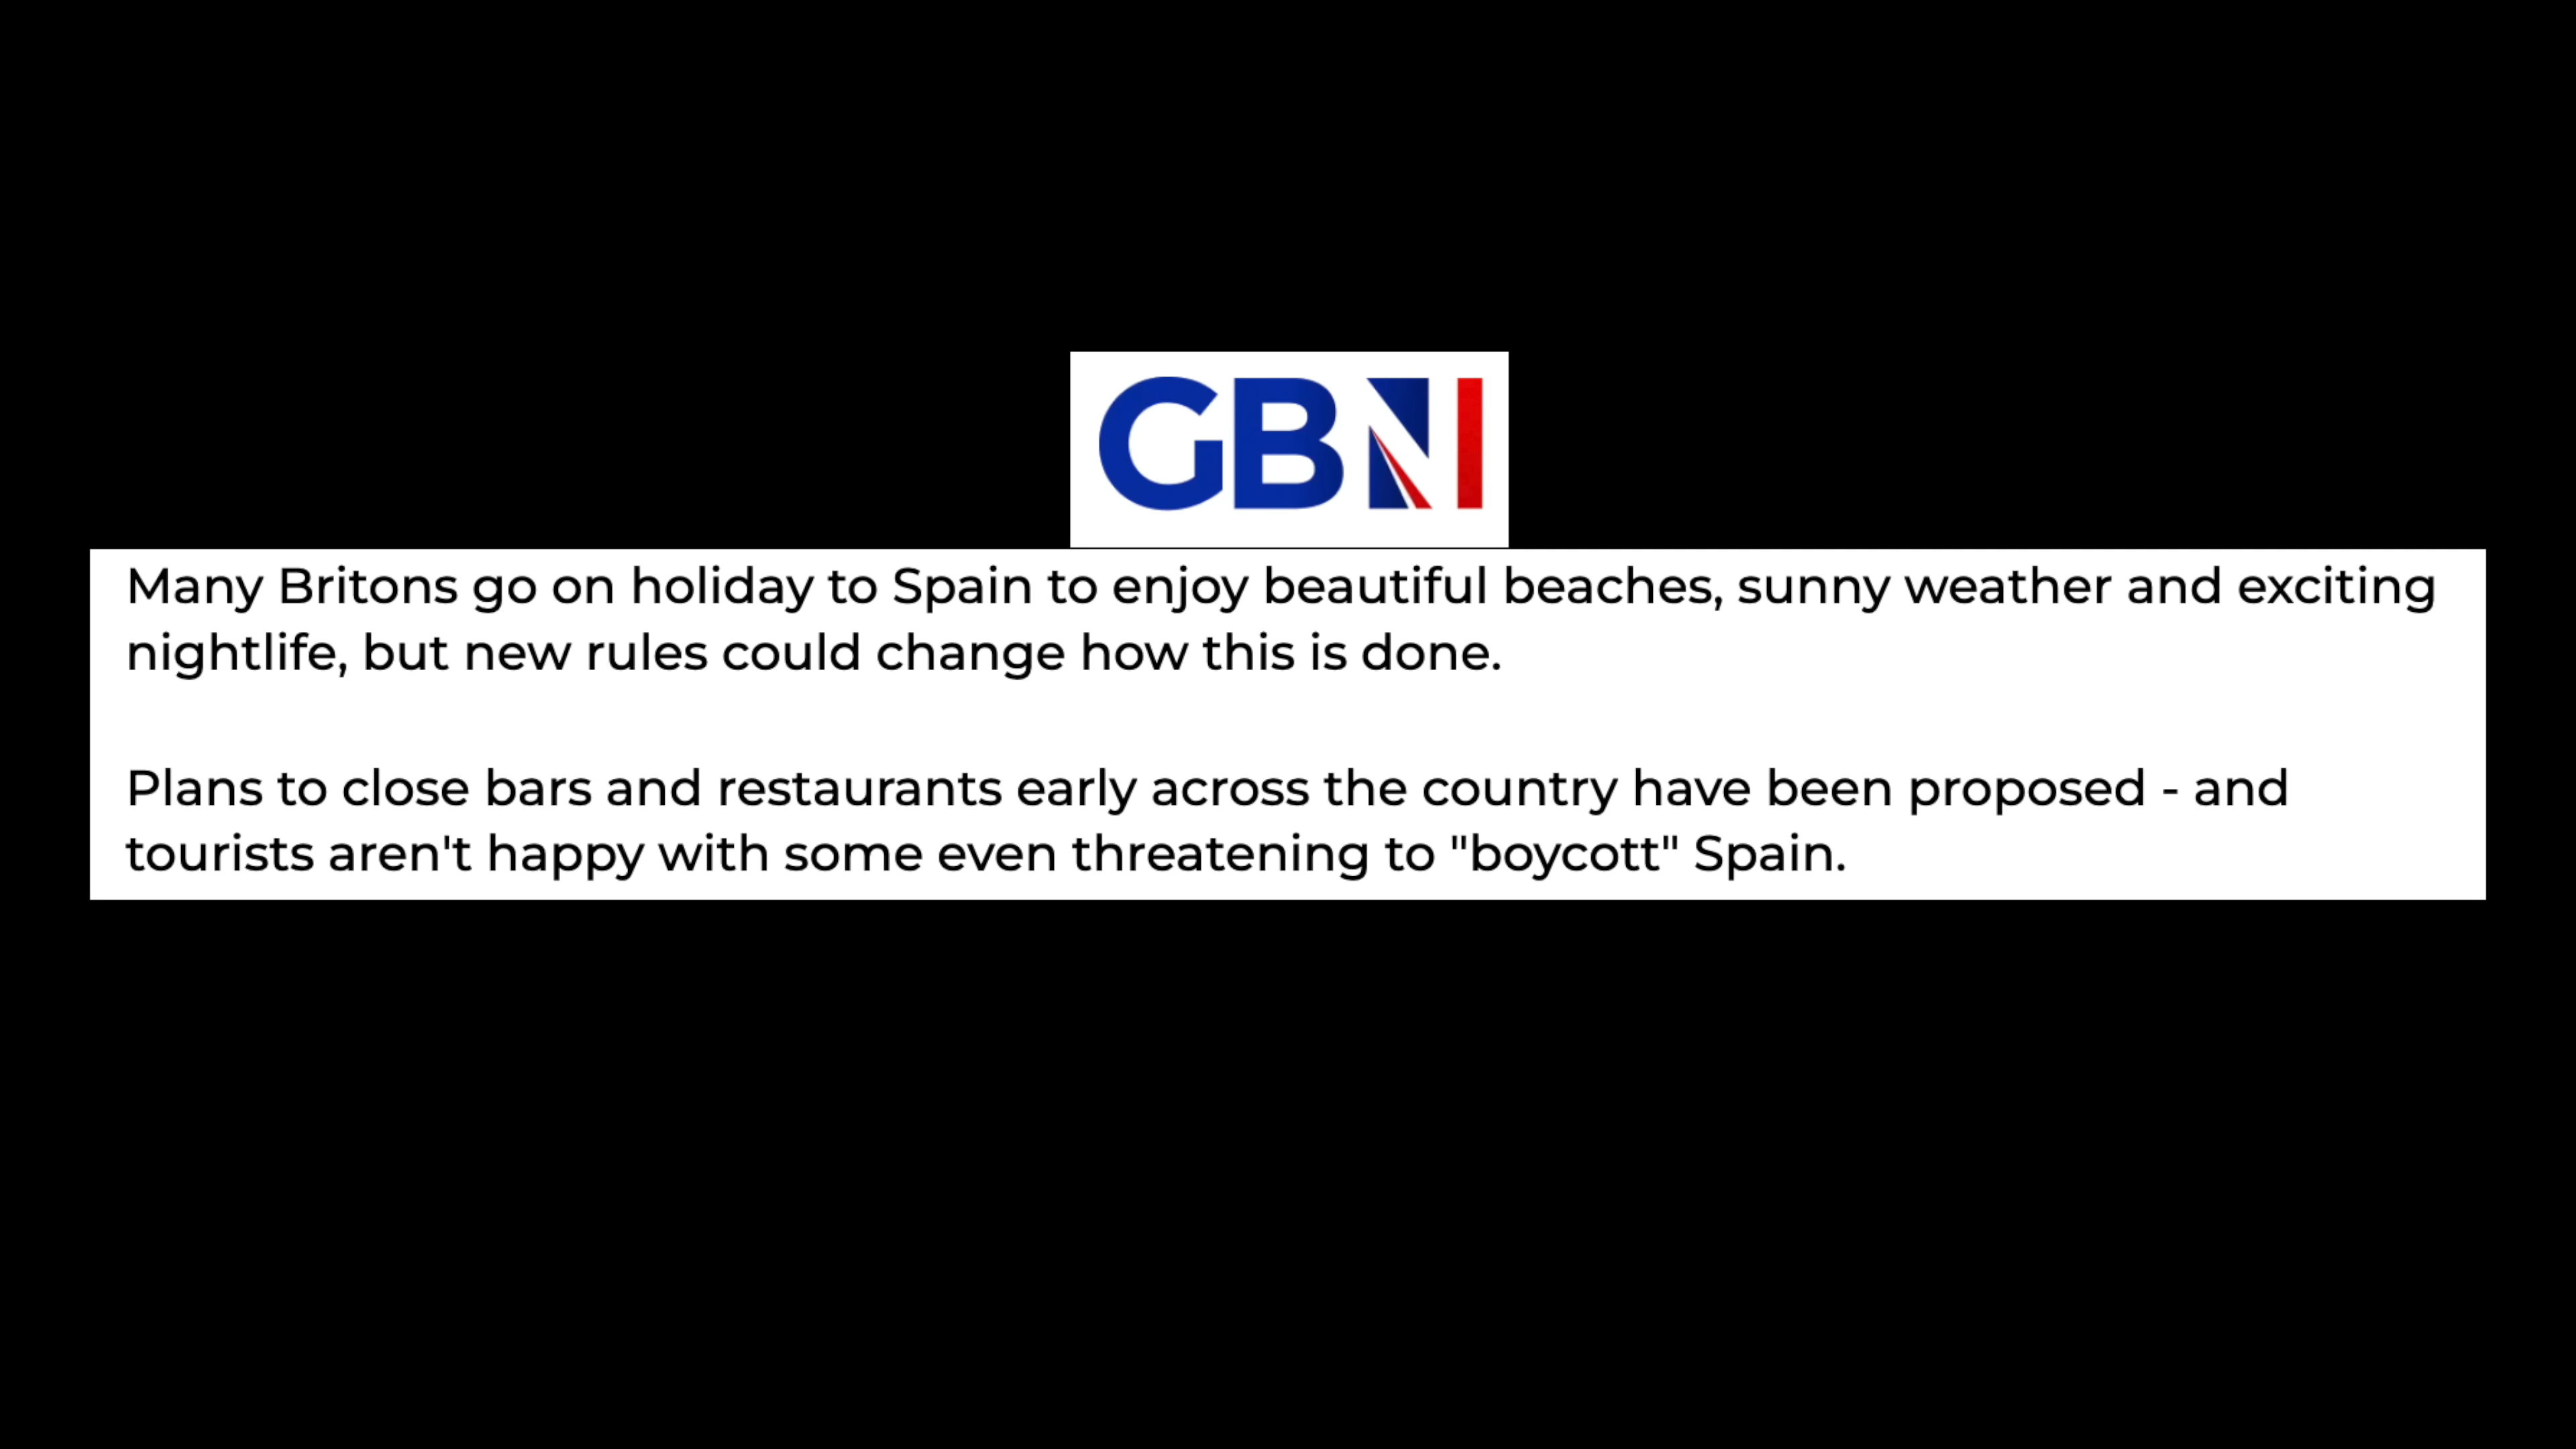 GBN
Many Britons go on holiday to Spain to enjoy beautiful beaches, sunny weather and exciting
nightlife, but new rules could change how this is done.
Plans to close bars and restaurants early across the country have been proposed - and
tourists aren't happy with some even threatening to "boycott" Spain.